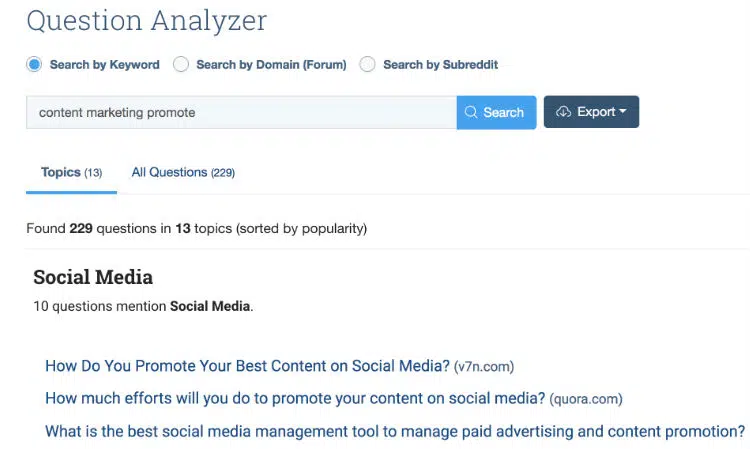 Question Analyzer
Search by Keyword Search by Domain (Forum) Search by Subreddit
content marketing promote Search Export
Topics (13) All Questions (229)
Found 229 questions in 13 topics (sorted by popularity)
Social Media
10 questions mention Social Media.
How Do You Promote Your Best Content on Social Media? (v7n.com)
How much efforts will you do to promote your content on social media? (quora.com)
What is the best social media management tool to manage paid advertising and content promotion?